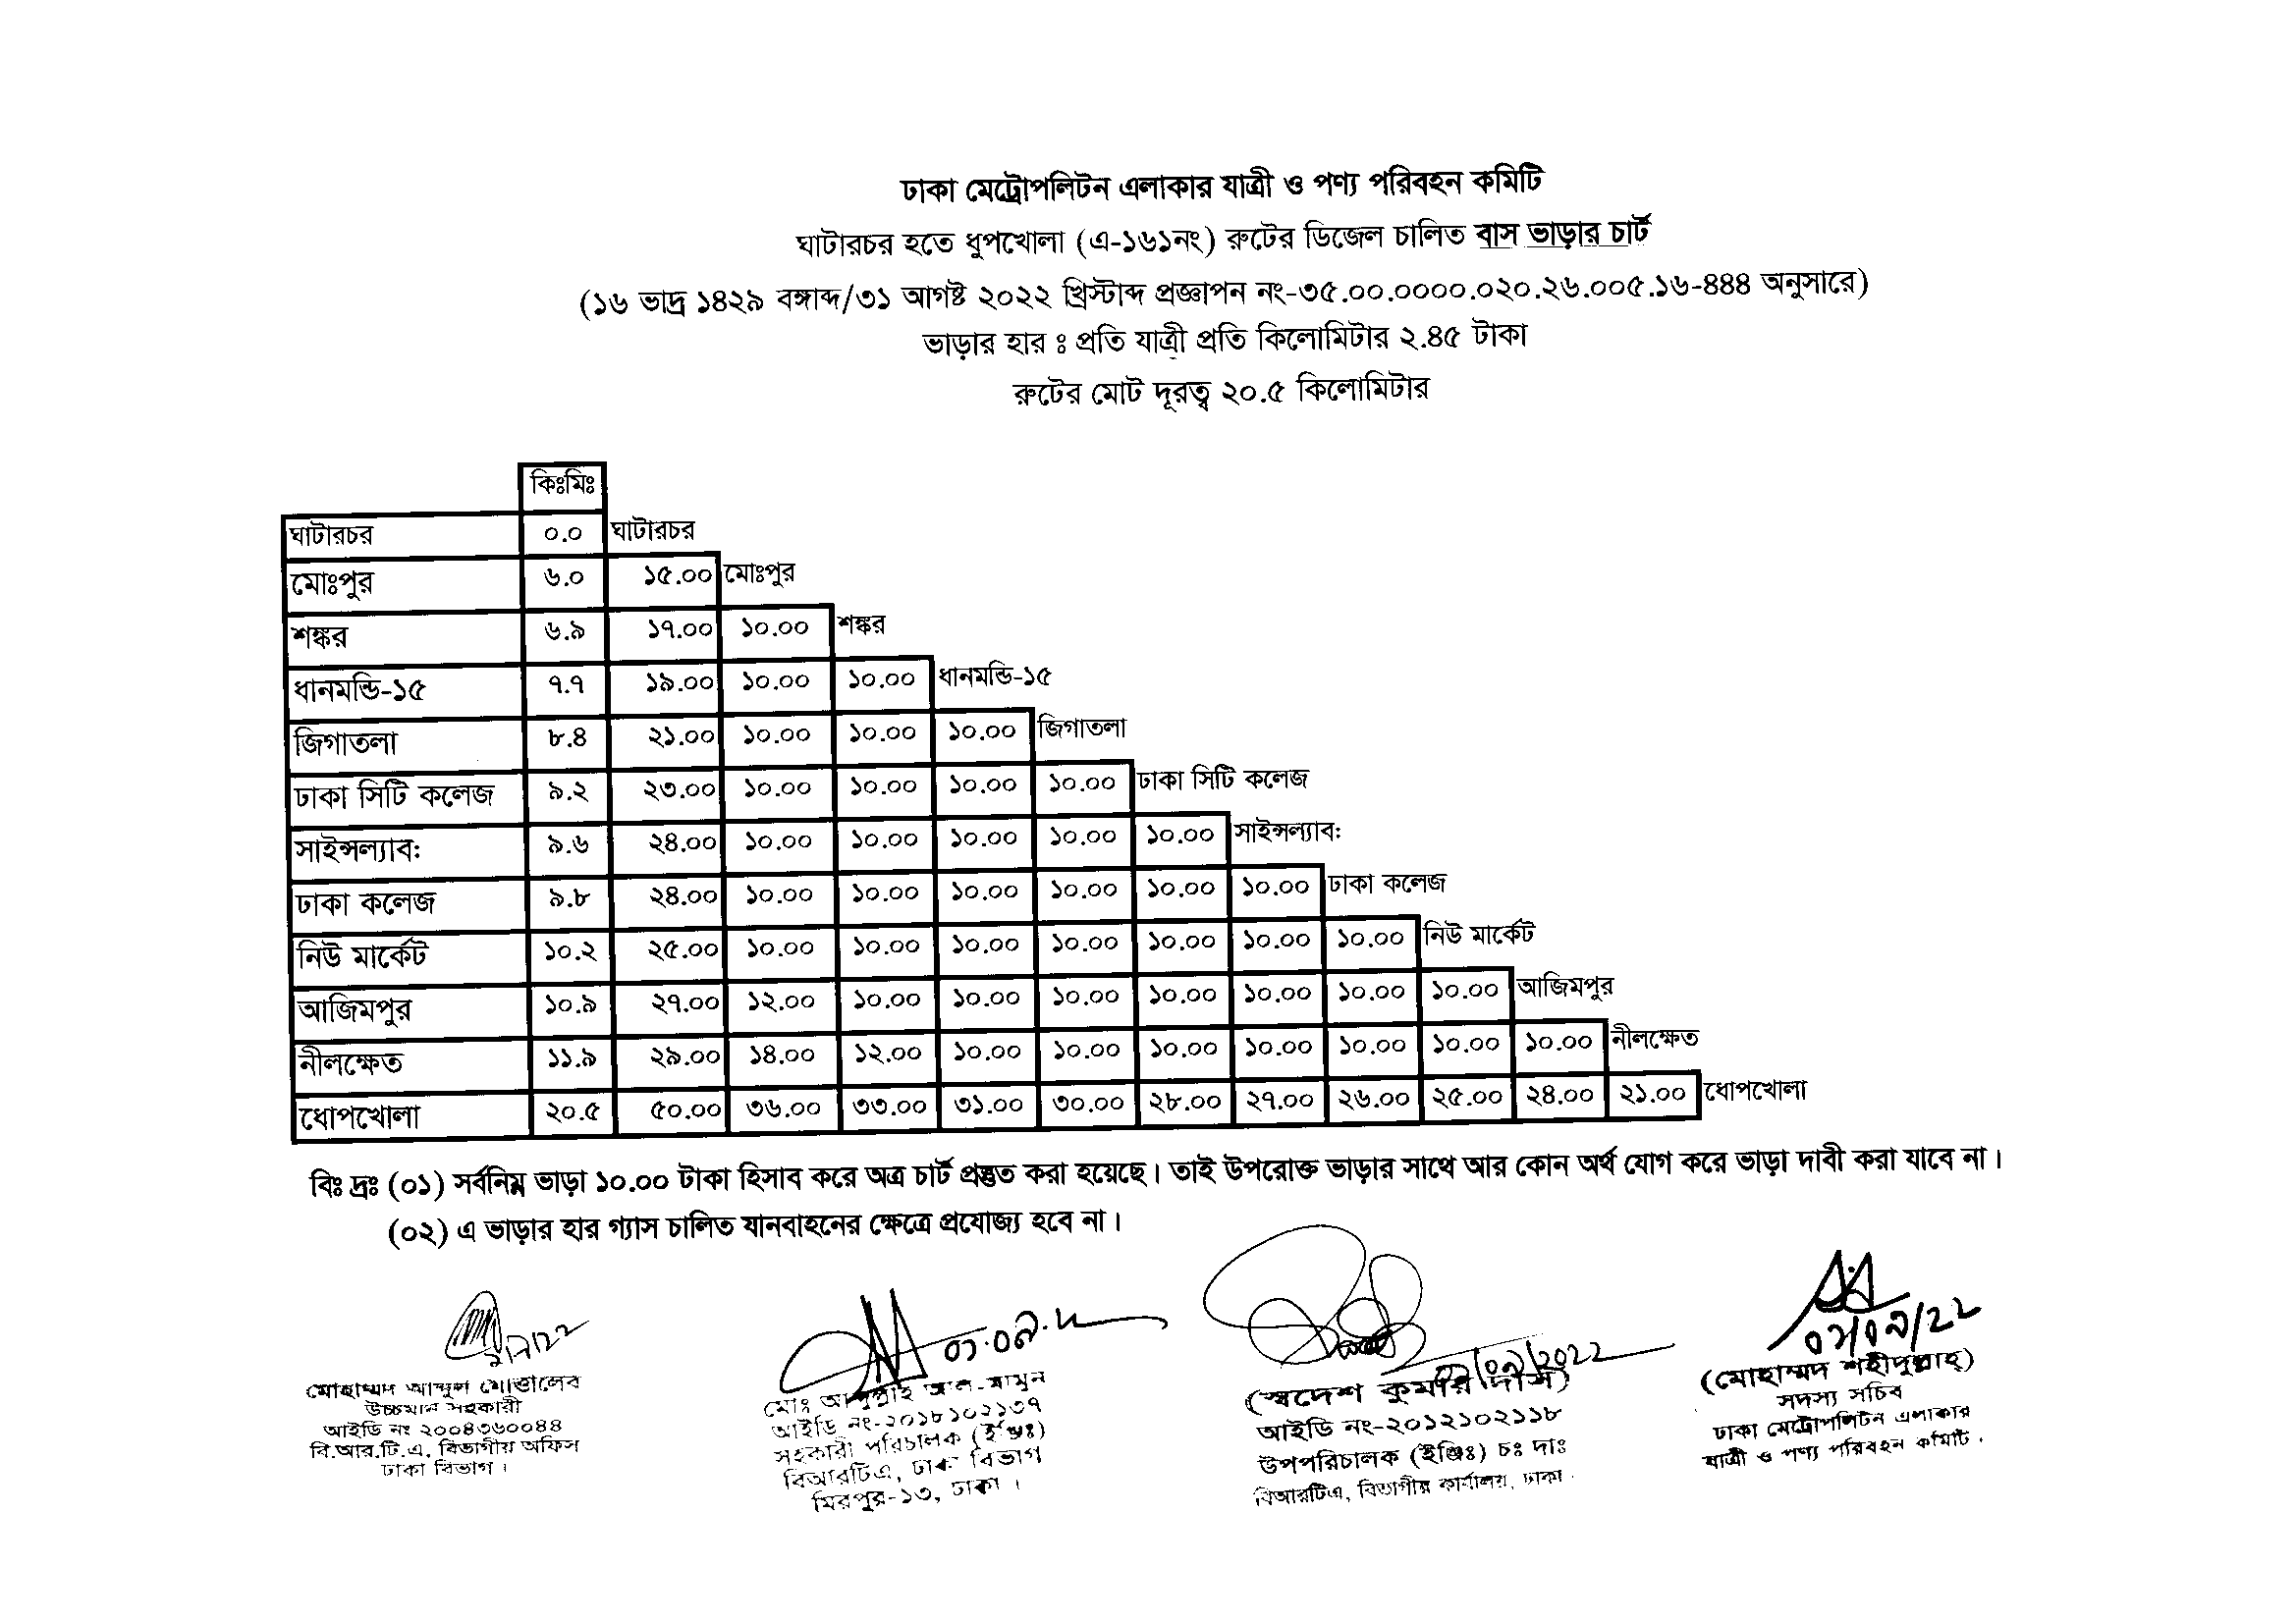 ঢাকা মেট্রোপলিটন এলাকার যাত্রী ও পণ্য পরিবহন কমিটি
ঘাটারচর হতে ধুপখোলা (এ-১৬১নং) রুটের ডিজেল চালিত বাস ভাড়ার চার্ট
(১৬ ভাদ্র ১৪২৯ বঙ্গাব্দ/৩১ আগষ্ট ২০২২ খ্রিস্টাব্দ প্রজ্ঞাপন নং-৩৫.০০.০০০০.০২০.২৬.০০৫.১৬-৪৪৪ অনুসারে)
ভাড়ার হার ঃ প্রতি যাত্রী প্রতি কিলোমিটার ২.৪৫ টাকা
রুটের মোট দূরত্ব ২০.৫ কিলোমিটার
কিঃমিঃ
ঘাটারচর ০.০ ঘাটারচর
মোঃপুর ৬.০ ১৫.০০ মোঃপুর
শঙ্কর ৬.৯ ১৭.০০ ১০.০০ শঙ্কর
ধানমন্ডি-১৫ ৭.৭ ১৯.০০ ১০.০০ ১০.০০ ধানমন্ডি-১৫
জিগাতলা ৮.৪ ২১.০০ ১০.০০ ১০.০০ ১০.০০ জিগাতলা
ঢাকা সিটি কলেজ ৯.২ ২৩.০০ ১০.০০ ১০.০০ ১০.০০ ১০.০০ ঢাকা সিটি কলেজ
সাইন্সল্যাব: ৯.৬ ২৪.০০ ১০.০০ ১০.০০ ১০.০০ ১০.০০ ১০.০০ সাইন্সল্যাব:
ঢাকা কলেজ ৯.৮ ২৪.০০ ১০.০০ ১০.০০ ১০.০০ ১০.০০ ১০.০০ ১০.০০ ঢাকা কলেজ
নিউ মার্কেট ১০.২ ২৫.০০ ১০.০০ ১০.০০ ১০.০০ ১০.০০ ১০.০০ ১০.০০ ১০.০০ নিউ মার্কেট
আজিমপুর ১০.৯ ২৭.০০ ১২.০০ ১০.০০ ১০.০০ ১০.০০ ১০.০০ ১০.০০ ১০.০০ ১০.০০ আজিমপুর
নীলক্ষেত ১১.৯ ২৯.০০ ১৪.০০ ১২.০০ ১০.০০ ১০.০০ ১০.০০ ১০.০০ ১০.০০ ১০.০০ ১০.০০ নীলক্ষেত
ধোপখোলা ২০.৫ ৫০.০০ ৩৬.০০ ৩৩.০০ ৩১.০০ ৩০.০০ ২৮.০০ ২৭.০০ ২৬.০০ ২৫.০০ ২৪.০০ ২১.০০ ধোপখোলা
বিঃ দ্রঃ (০১) সর্বনিম্ন ভাড়া ১০.০০ টাকা হিসাব করে অত্র চার্ট প্রস্তুত করা হয়েছে। তাই উপরোক্ত ভাড়ার সাথে আর কোন অর্থ যোগ করে ভাড়া দাবী করা যাবে না।
(০২) এ ভাড়ার হার গ্যাস চালিত যানবাহনের ক্ষেত্রে প্রযোজ্য হবে না।
মোহাম্মদ আব্দুল মোত্তালেব
উচ্চমান সহকারী
আইডি নং ২০০৪৩৬০০৪৪
বি.আর.টি.এ, বিভাগীয় অফিস
ঢাকা বিভাগ।
মোঃ আব্দুল্লাহ আল-মামুন
আইডি নং-২০১৮১০২১৩৭
সহকারী পরিচালক (ইঞ্জিঃ)
বিআরটিএ, ঢাকা বিভাগ
মিরপুর-১৩, ঢাকা ।
০১/০৯/২০২২
(স্বদেশ কুমার দাস)
আইডি নং-২০১২১০২১১৮
উপপরিচালক (ইঞ্জিঃ) চঃ দাঃ
বিআরটিএ, বিভাগীয় কার্যালয়, ঢাকা.
০১/০৯/২২
(মোহাম্মদ শহীদুল্লাহ্)
সদস্য সচিব
ঢাকা মেট্রোপলিটন এলাকার
যাত্রী ও পণ্য পরিবহন কমিটি.